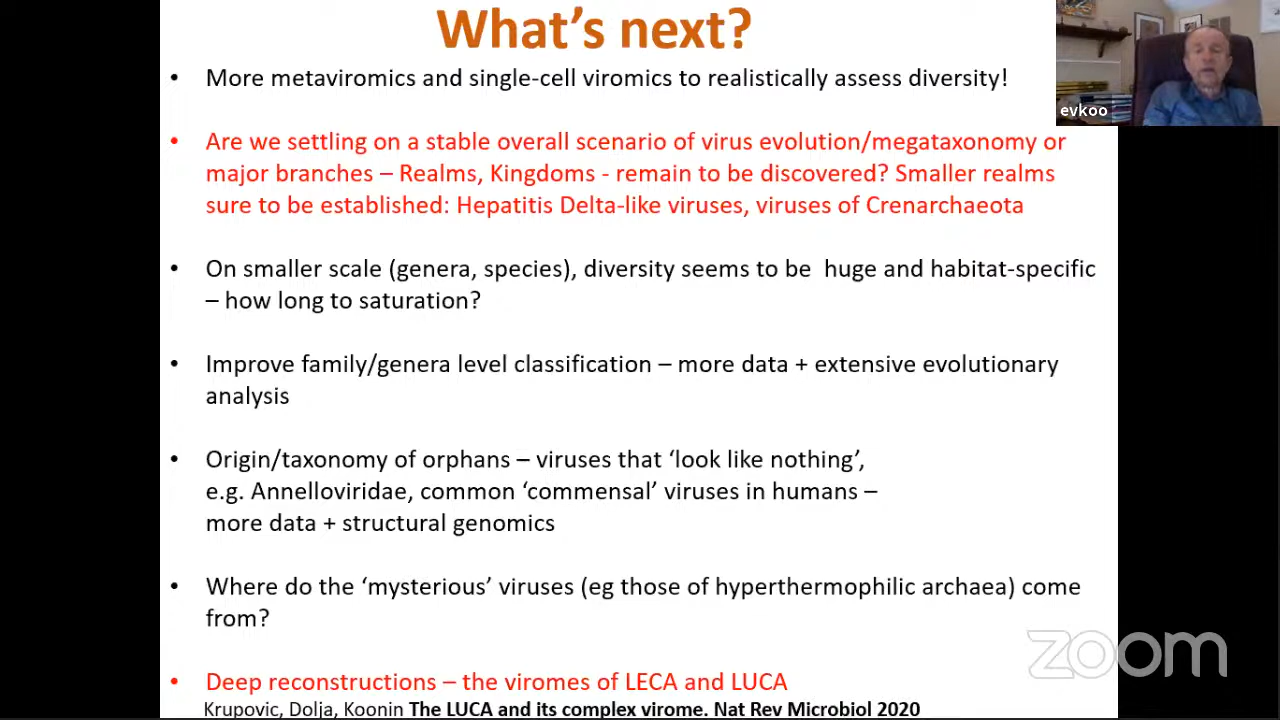 What's next?
• More metaviromics and single-cell viromics to realistically assess diversity!
evkoo
• Are we settling on a stable overall scenario of virus evolution/megataxonomy or
major branches – Realms, Kingdoms - remain to be discovered? Smaller realms
sure to be established: Hepatitis Delta-like viruses, viruses of Crenarchaeota
• On smaller scale (genera, species), diversity seems to be  huge and habitat-specific
– how long to saturation?
• Improve family/genera level classification – more data + extensive evolutionary
analysis
• Origin/taxonomy of orphans – viruses that ‘look like nothing’,
e.g. Annelloviridae, common ‘commensal’ viruses in humans –
more data + structural genomics
• Where do the ‘mysterious’ viruses (eg those of hyperthermophilic archaea) come
from?
zoom
• Deep reconstructions – the viromes of LECA and LUCA
Krupovic, Dolja, Koonin The LUCA and its complex virome. Nat Rev Microbiol 2020